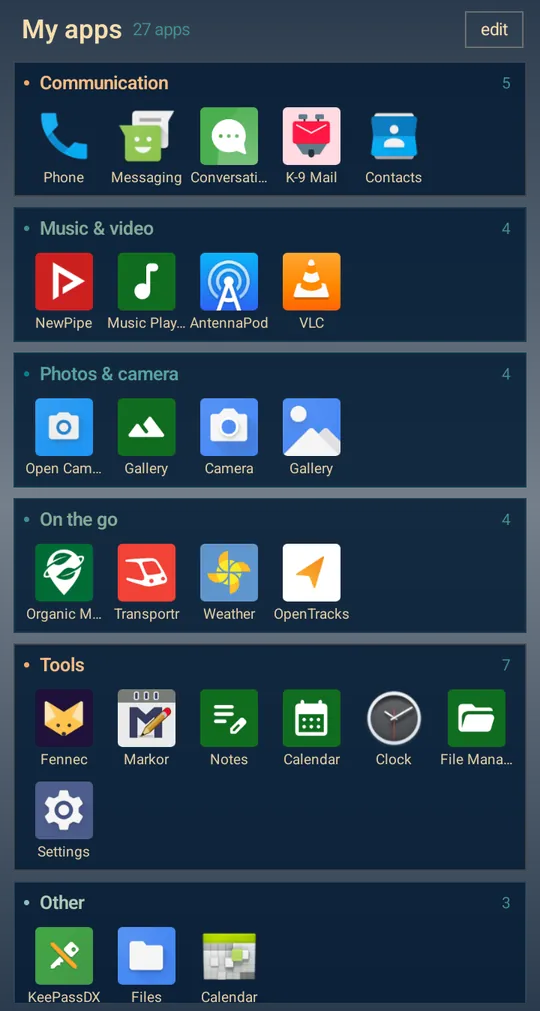 My apps 27 apps edit
• Communication 5
Phone Messaging Conversati… K-9 Mail Contacts
• Music & video 4
NewPipe Music Play… AntennaPod VLC
• Photos & camera 4
Open Cam… Gallery Camera Gallery
• On the go 4
Organic M… Transportr Weather OpenTracks
• Tools 7
Fennec Markor Notes Calendar Clock File Mana…
Settings
• Other 3
KeePassDX Files Calendar